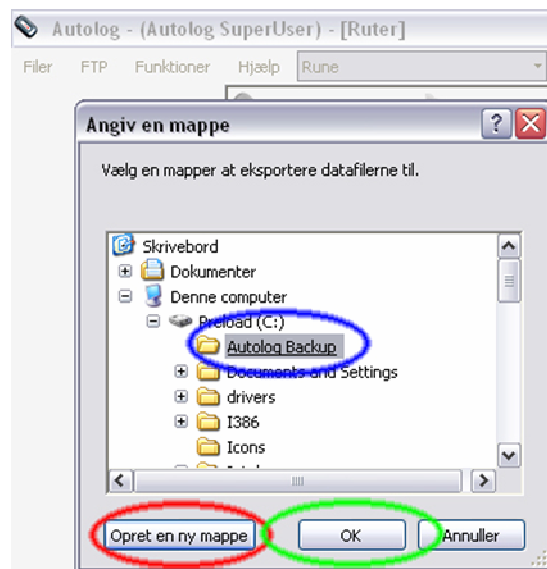 Autolog - (Autolog SuperUser) - [Ruter]
Filer FTP Funktioner Hjælp Rune
Angiv en mappe
Vælg en mapper at eksportere datafilerne til.
Skrivebord
Dokumenter
Denne computer
Preload (C:)
Autolog Backup
Documents and Settings
drivers
I386
Icons
Opret en ny mappe OK Annuller